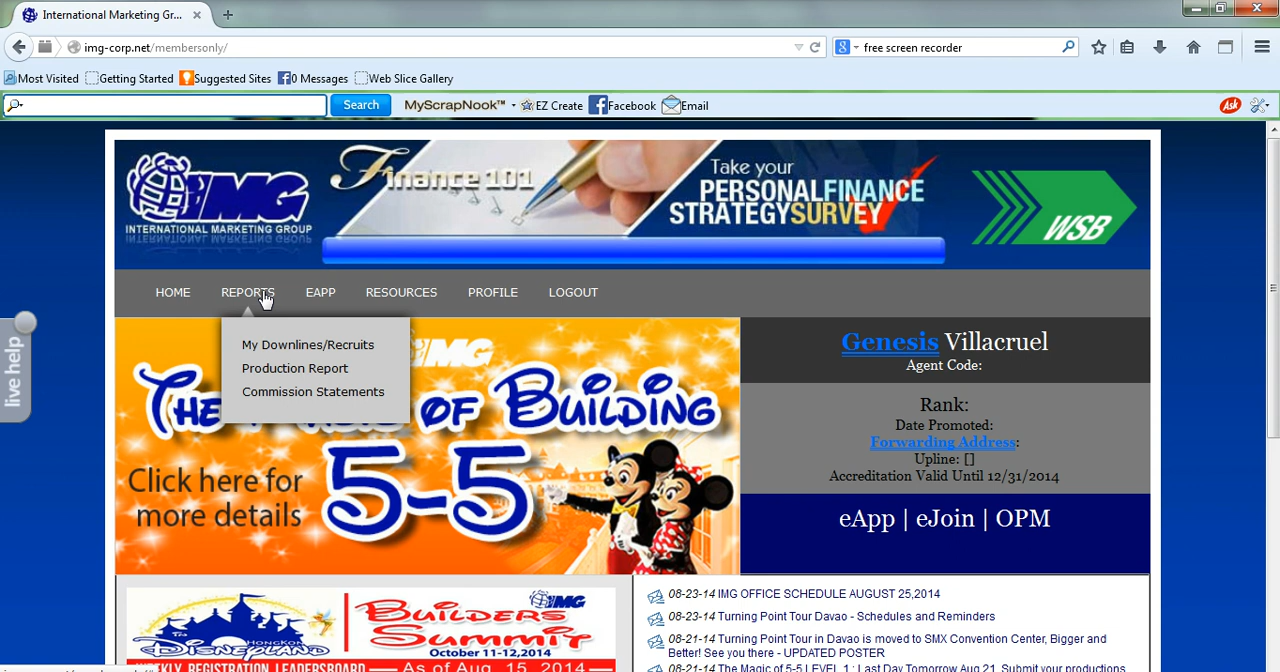 International Marketing Gr...
img-corp.net/membersonly/
free screen recorder
Most Visited
Getting Started
Suggested Sites
0 Messages
Web Slice Gallery
Search
MyScrapNook™
EZ Create
Facebook
Email
Ask
IMG
INTERNATIONAL MARKETING GROUP
Finance 101
Take your
PERSONALFINANCE
STRATEGYSURVEY
WSB
HOME
REPORTS
EAPP
RESOURCES
PROFILE
LOGOUT
My Downlines/Recruits
Production Report
Commission Statements
live help
IMG
OF BUILDING
5-5
Click here for
more details
Genesis Villacruel
Agent Code:
Rank:
Date Promoted:
Forwarding Address:
Upline: []
Accreditation Valid Until 12/31/2014
eApp | eJoin | OPM
HONGKONG
DISNEYLAND
IMG
BUILDERS
SUMMIT
October 11-12,2014
WEEKLY REGISTRATION LEADERSBOARD
As of Aug. 15, 2014
08-23-14 IMG OFFICE SCHEDULE AUGUST 25,2014
08-23-14 Turning Point Tour Davao - Schedules and Reminders
08-21-14 Turning Point Tour in Davao is moved to SMX Convention Center, Bigger and
Better! See you there - UPDATED POSTER
08-21-14 The Magic of 5-5 LEVEL 1 : Last Day Tomorrow Aug 21. Submit your productions